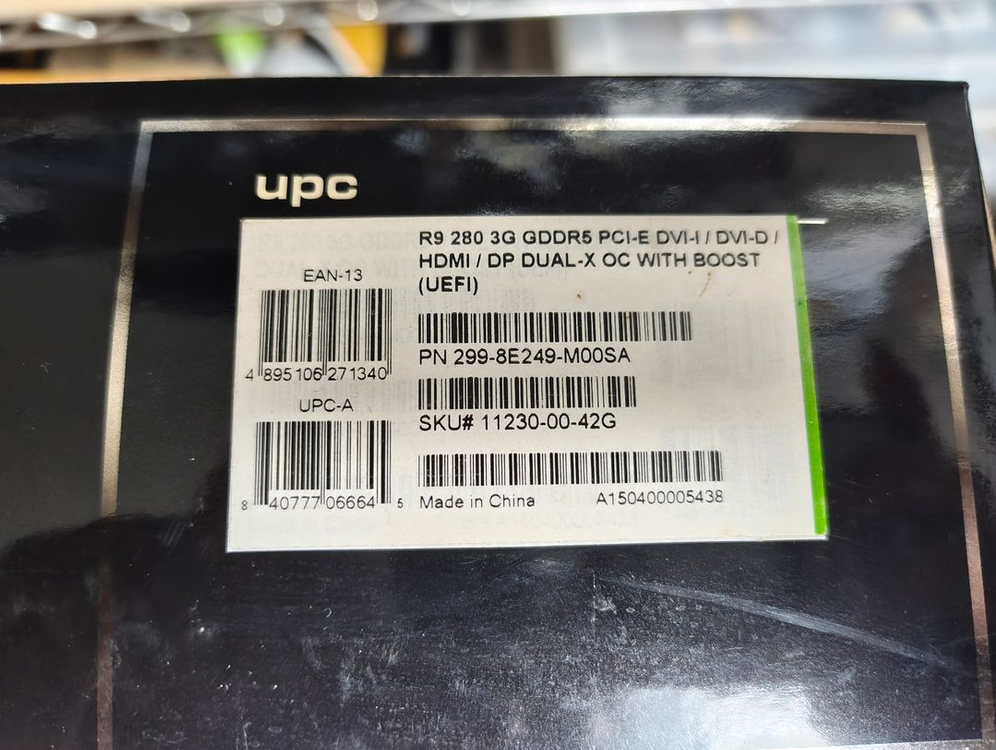 upc
R9 280 3G GDDR5 PCI-E DVI-I / DVI-D /
HDMI / DP DUAL-X OC WITH BOOST
(UEFI)
EAN-13
4 895106 271340
UPC-A
8 40777 06664 5
PN 299-8E249-M00SA
SKU# 11230-00-42G
Made in China A150400005438